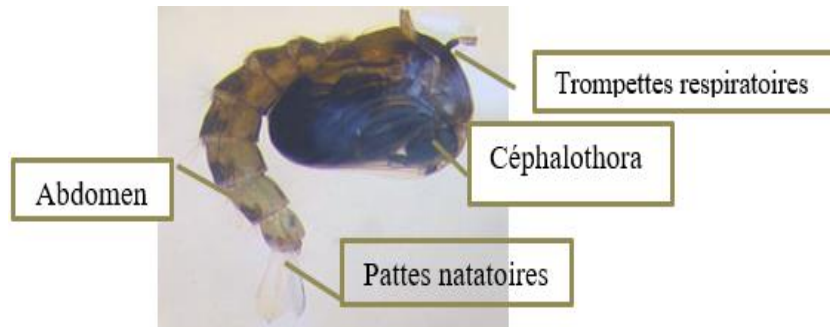 Trompettes respiratoires
Céphalothora
Abdomen
Pattes natatoires